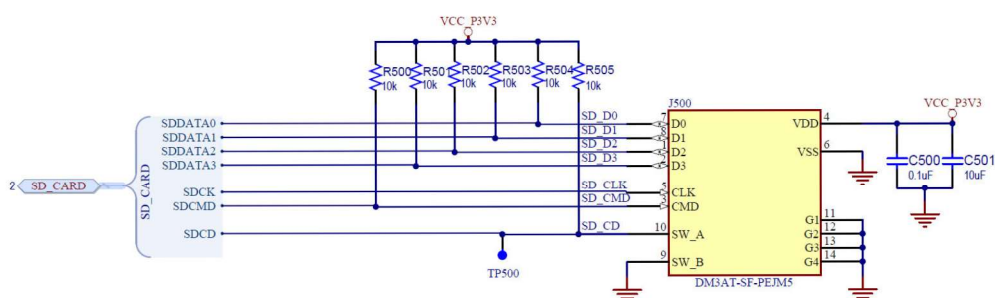 VCC_P3V3
R500 R501 R502 R503 R504 R505
10k 10k 10k 10k 10k 10k
J500
VCC_P3V3
SDDATA0 SD_D0 7 D0 VDD 4
SDDATA1 SD_D1 8 D1
SDDATA2 SD_D2 1 D2 VSS 6
SDDATA3 SD_D3 D3
C500 C501
0.1uF 10uF
2 SD_CARD
SD_CARD
SDCK SD_CLK 5 CLK
SDCMD SD_CMD 3 CMD
G1 11
SDCD SD_CD 10 SW_A G2 12
G3 13
9 SW_B G4 14
TP500
DM3AT-SF-PEJM5